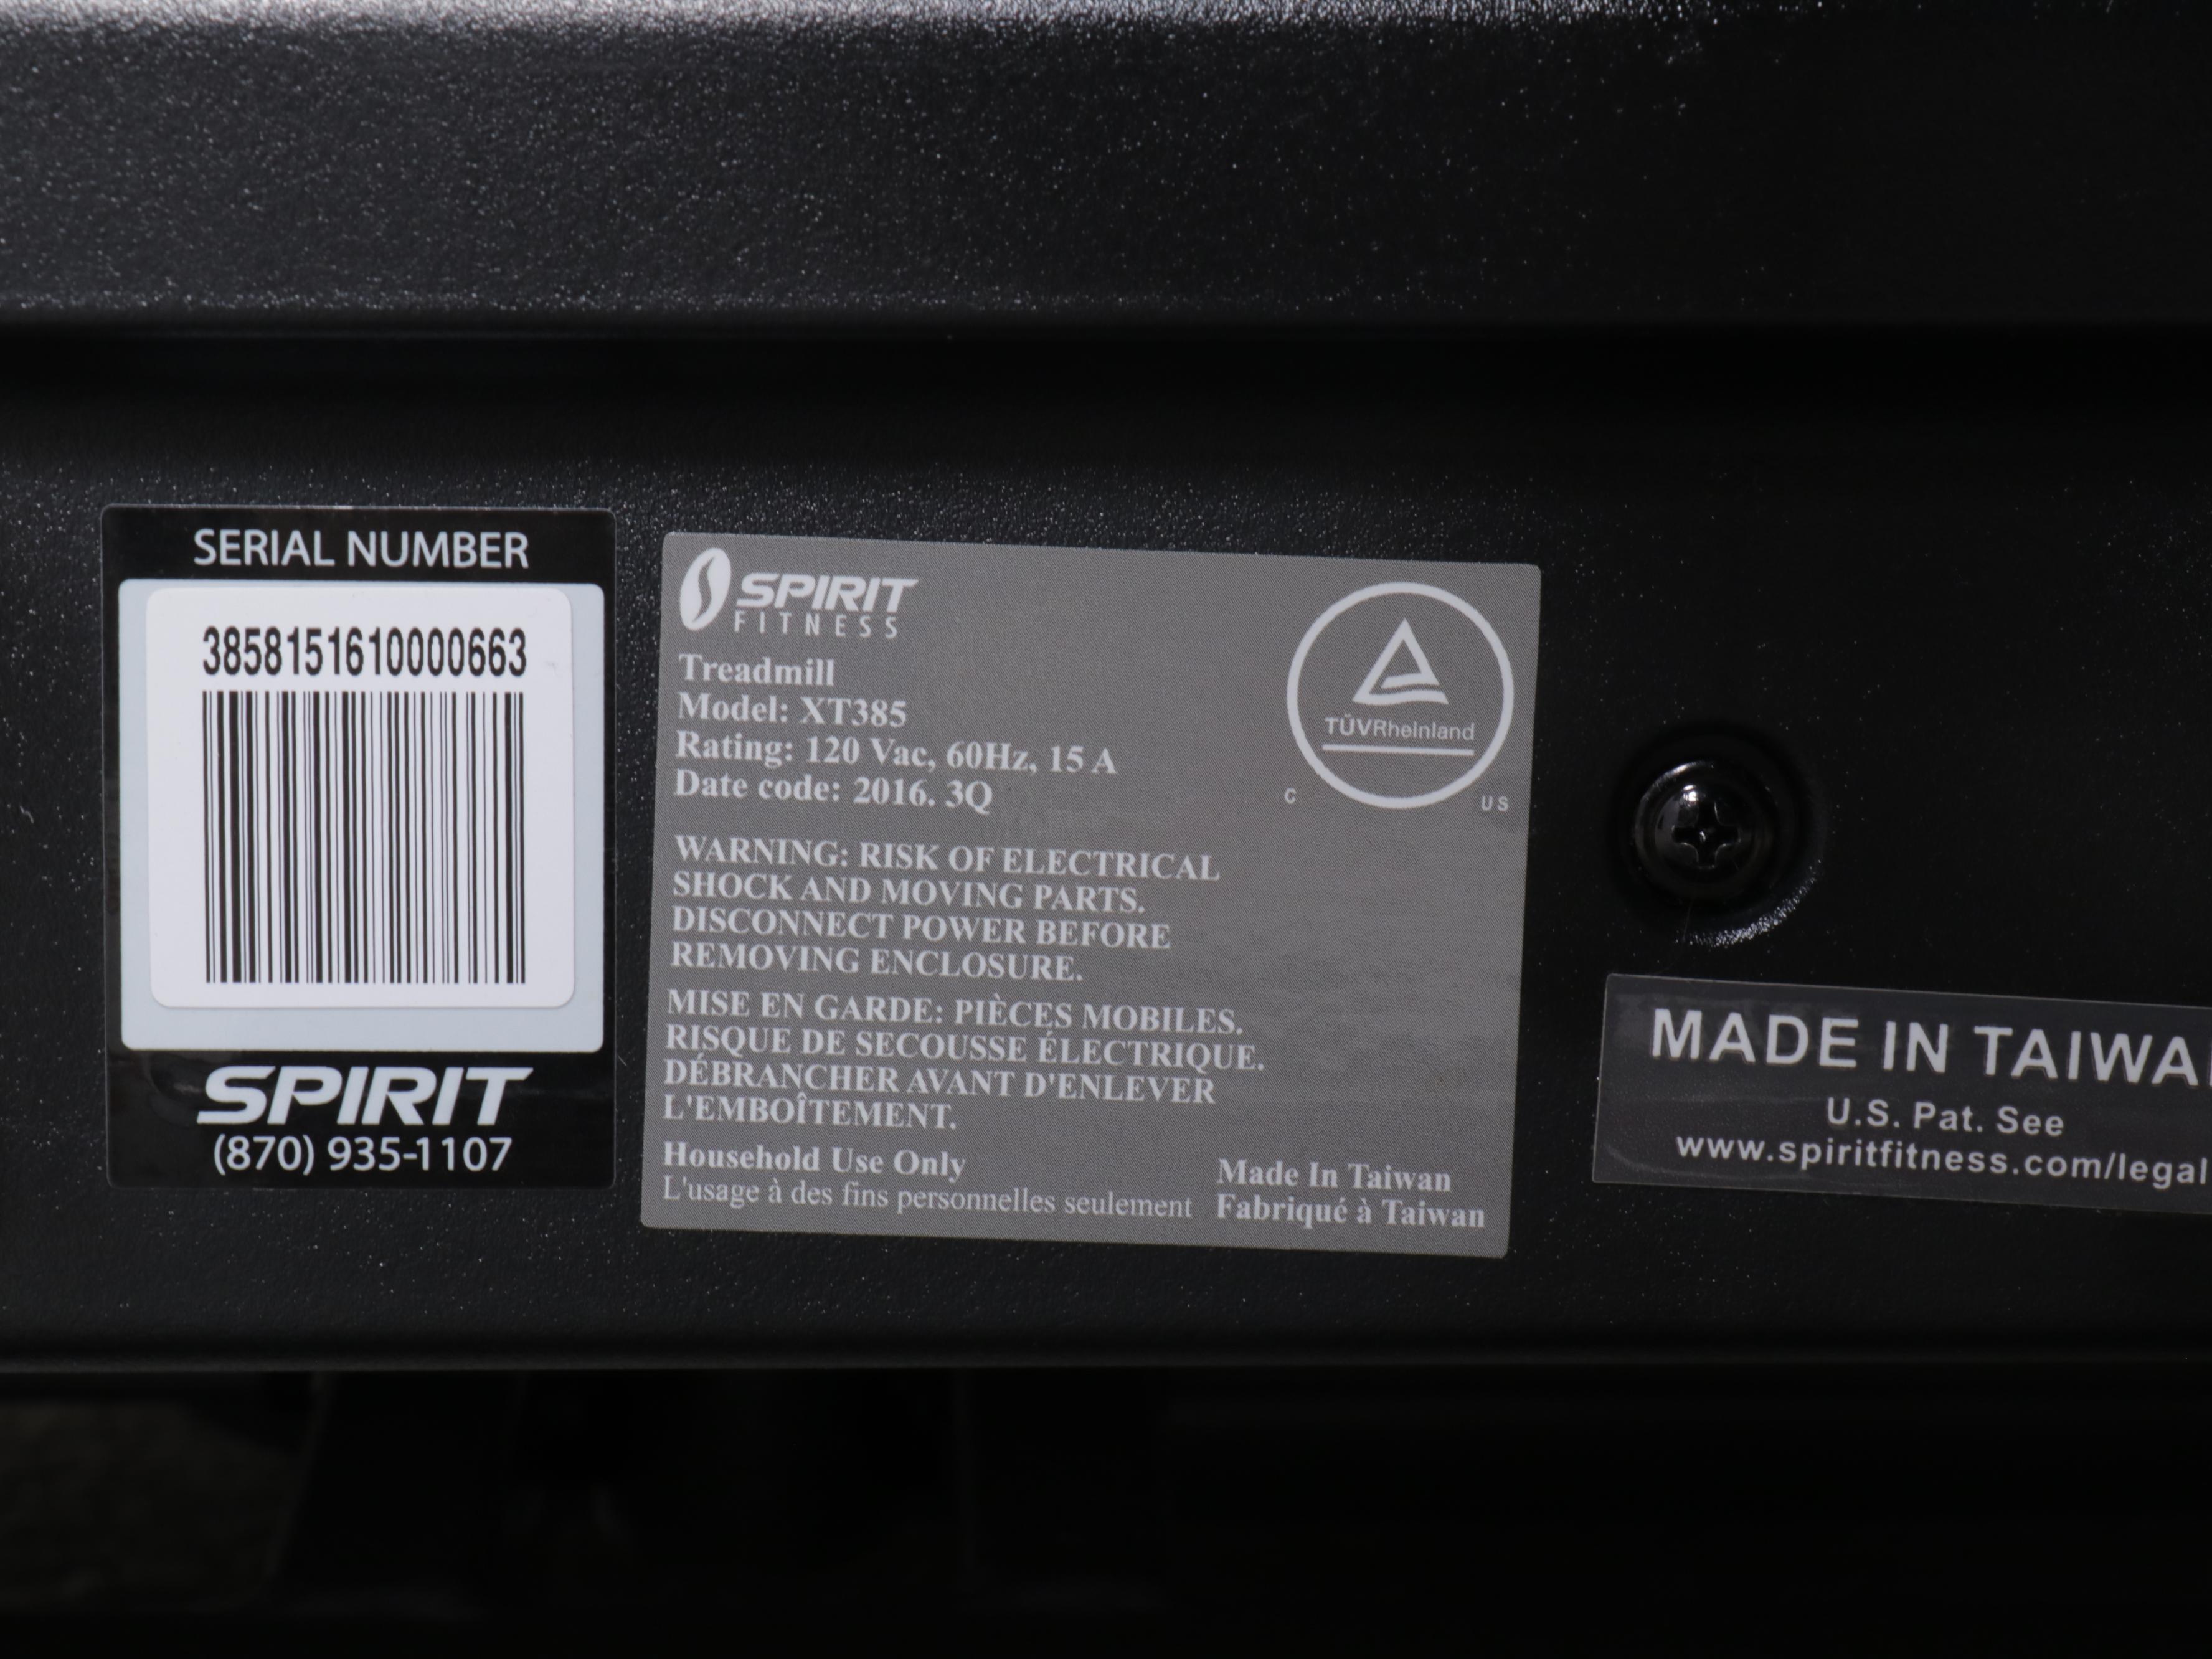 SERIAL NUMBER
3858151610000663
SPIRIT
(870) 935-1107
SPIRIT
FITNESS
Treadmill
Model: XT385
Rating: 120 Vac, 60Hz, 15 A
Date code: 2016. 3Q
TÜVRheinland
C US
WARNING: RISK OF ELECTRICAL
SHOCK AND MOVING PARTS.
DISCONNECT POWER BEFORE
REMOVING ENCLOSURE.
MISE EN GARDE: PIÈCES MOBILES.
RISQUE DE SECOUSSE ÉLECTRIQUE.
DÉBRANCHER AVANT D'ENLEVER
L'EMBOÎTEMENT.
Household Use Only
L'usage à des fins personnelles seulement
Made In Taiwan
Fabriqué à Taiwan
MADE IN TAIWA
U.S. Pat. See
www.spiritfitness.com/legal